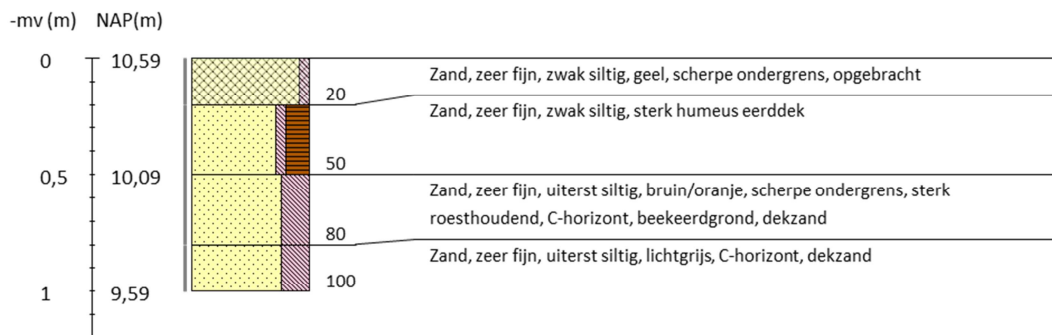 -mv (m) NAP(m)
0 10,59
Zand, zeer fijn, zwak siltig, geel, scherpe ondergrens, opgebracht
20
Zand, zeer fijn, zwak siltig, sterk humeus eerddek
50
0,5 10,09
Zand, zeer fijn, uiterst siltig, bruin/oranje, scherpe ondergrens, sterk
roesthoudend, C-horizont, beekeerdgrond, dekzand
80
Zand, zeer fijn, uiterst siltig, lichtgrijs, C-horizont, dekzand
100
1 9,59